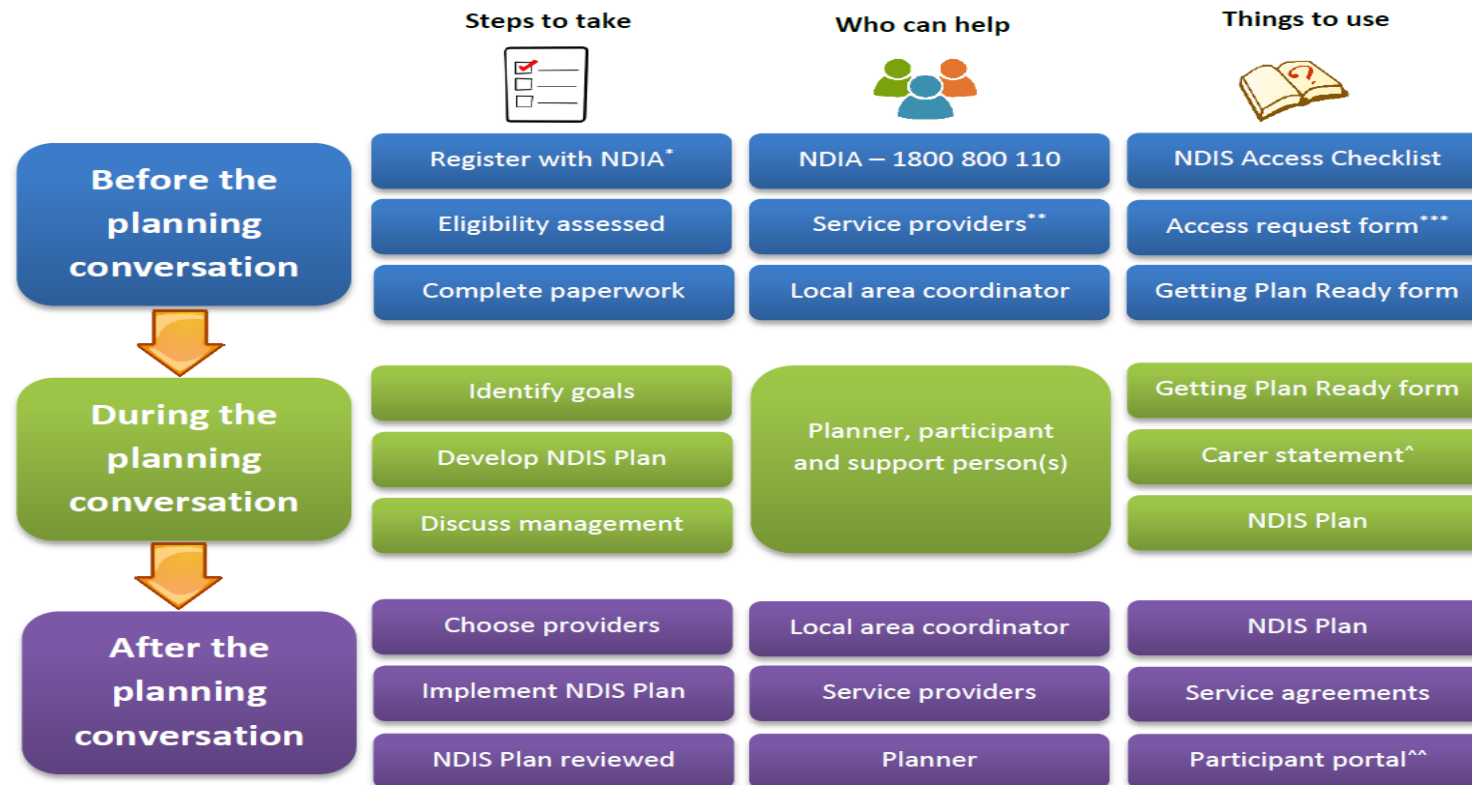 Steps to take
Who can help
Things to use
Before the
planning
conversation
Register with NDIA*
NDIA – 1800 800 110
NDIS Access Checklist
Eligibility assessed
Service providers**
Access request form***
Complete paperwork
Local area coordinator
Getting Plan Ready form
During the
planning
conversation
Identify goals
Planner, participant
and support person(s)
Getting Plan Ready form
Develop NDIS Plan
Carer statement^
Discuss management
NDIS Plan
After the
planning
conversation
Choose providers
Local area coordinator
NDIS Plan
Implement NDIS Plan
Service providers
Service agreements
NDIS Plan reviewed
Planner
Participant portal^^